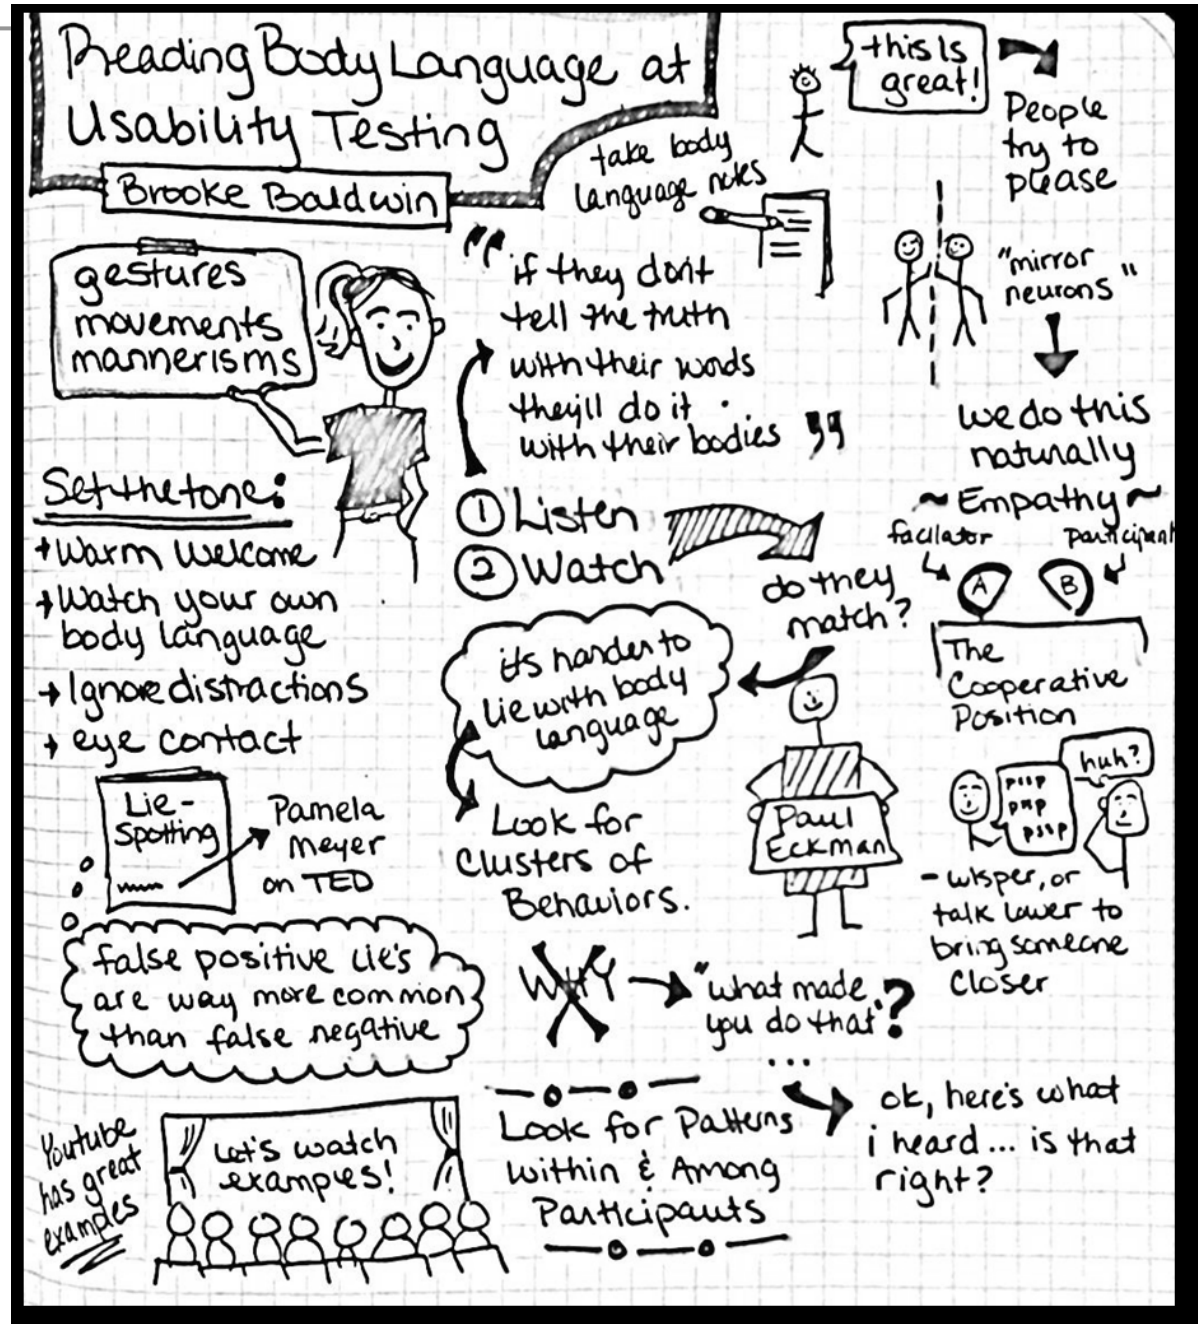 Reading Body Language at
Usability Testing
Brooke Baldwin
take body
language notes
this is
great!
People
try to
please
"mirror
neurons"
we do this
naturally
~ Empathy ~
facilator
participant
A
B
The
Cooperative
Position
pssp
psp
pssp
huh?
- wisper, or
talk lower to
bring someone
closer
gestures
movements
mannerisms
"if they don't
tell the truth
with their words
they'll do it
with their bodies"
Set the tone:
→ Warm Welcome
→ Watch your own
body language
→ Ignore distractions
→ eye contact
① Listen
② Watch
do they
match?
it's harder to
lie with body
language
Paul
Eckman
Look for
Clusters of
Behaviors.
Lie-
Spotting
Pamela
Meyer
on TED
false positive lie's
are way more common
than false negative
WHY
"what made
you do that"?
...
ok, here's what
i heard... is that
right?
Look for Patterns
within & Among
Participants
Youtube
has great
examples
Let's watch
examples!